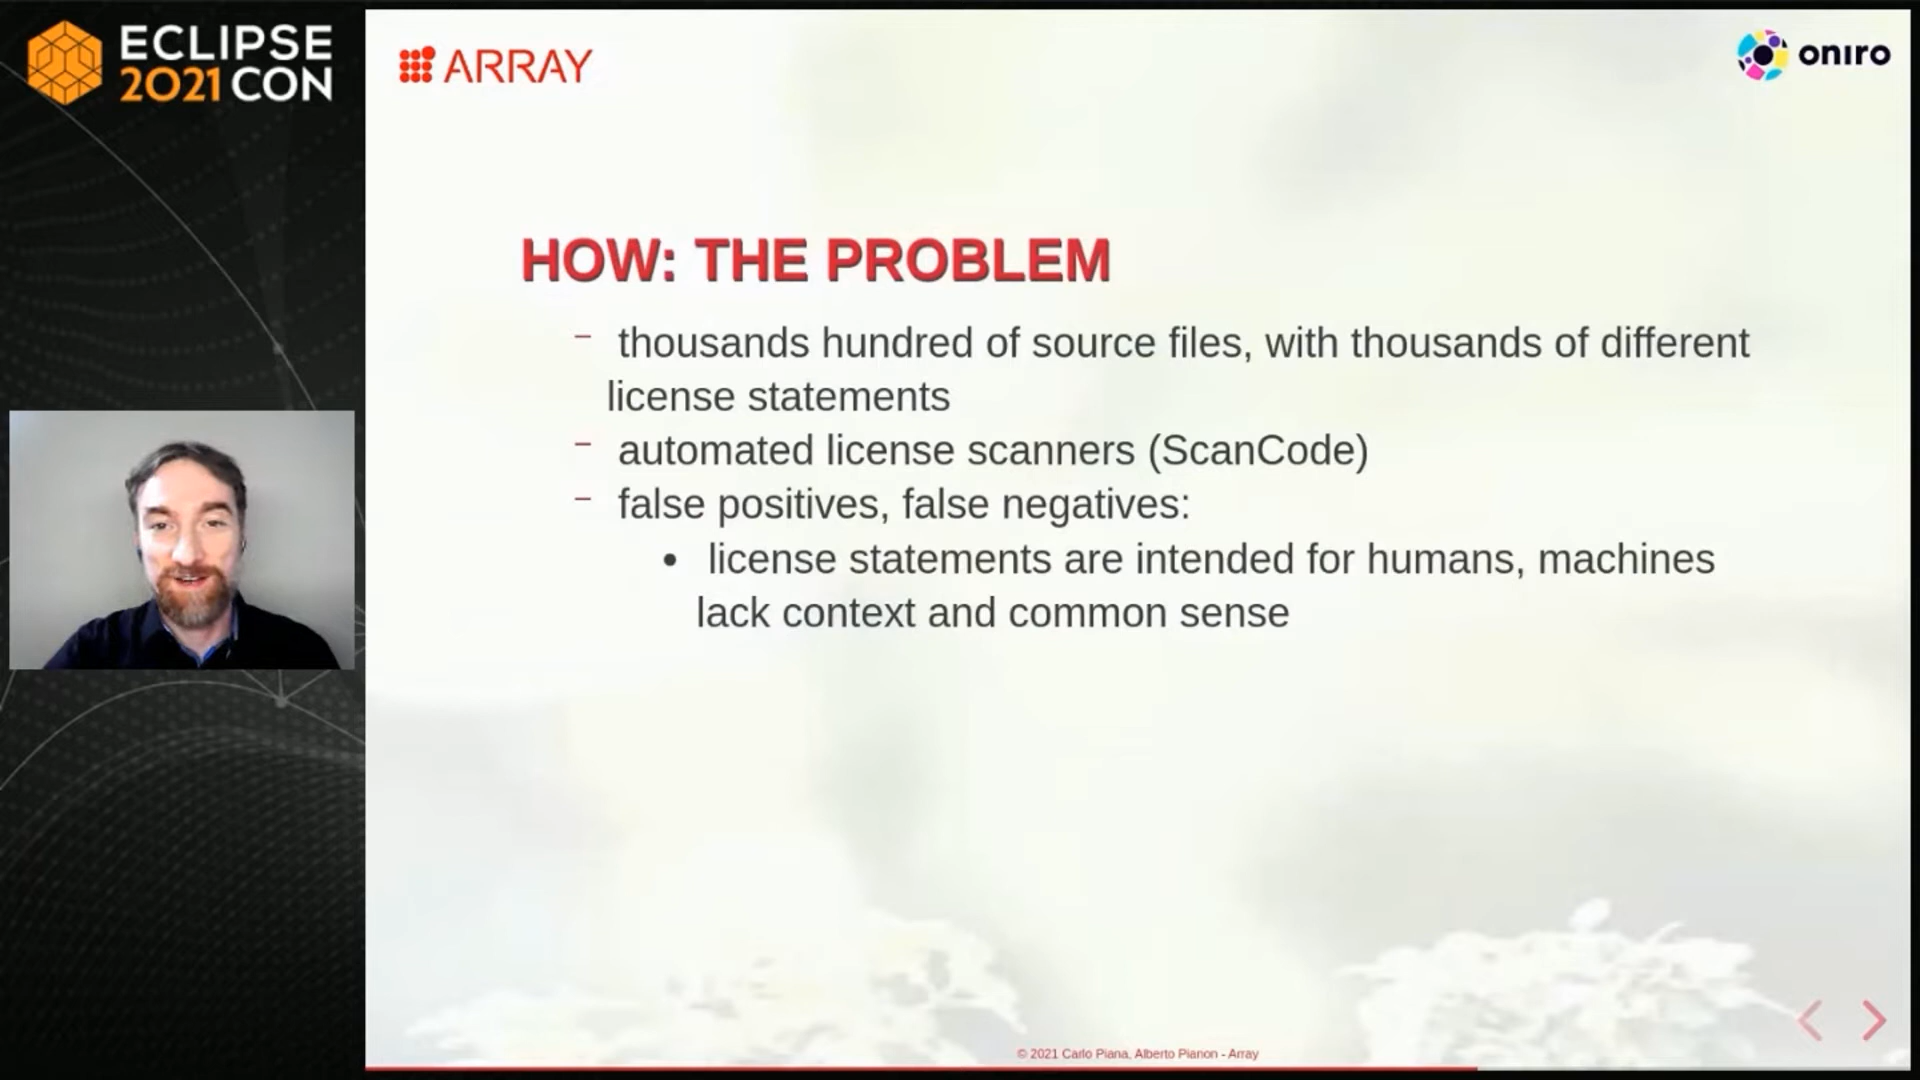 ECLIPSE
2021 CON
ARRAY
oniro
HOW: THE PROBLEM
– thousands hundred of source files, with thousands of different
license statements
– automated license scanners (ScanCode)
– false positives, false negatives:
• license statements are intended for humans, machines
lack context and common sense
© 2021 Carlo Piana, Alberto Pianon - Array